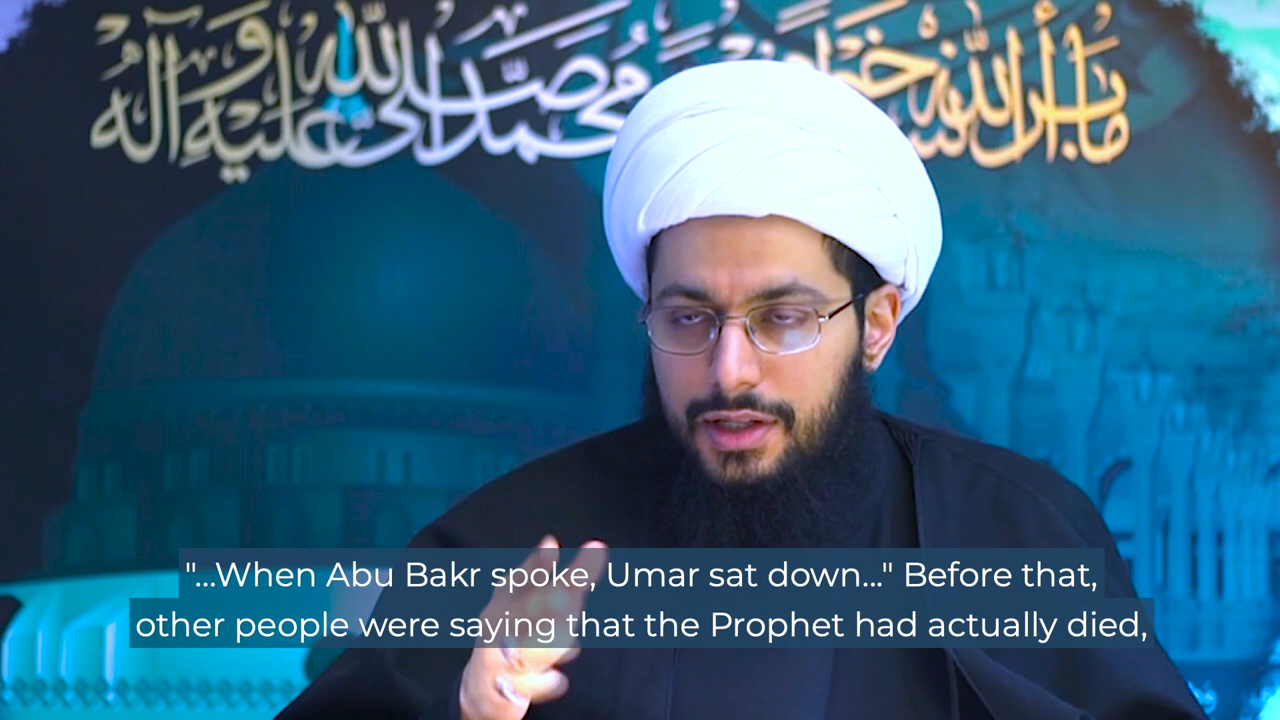 محمد صلى الله عليه وآله
"...When Abu Bakr spoke, Umar sat down..." Before that,
other people were saying that the Prophet had actually died,